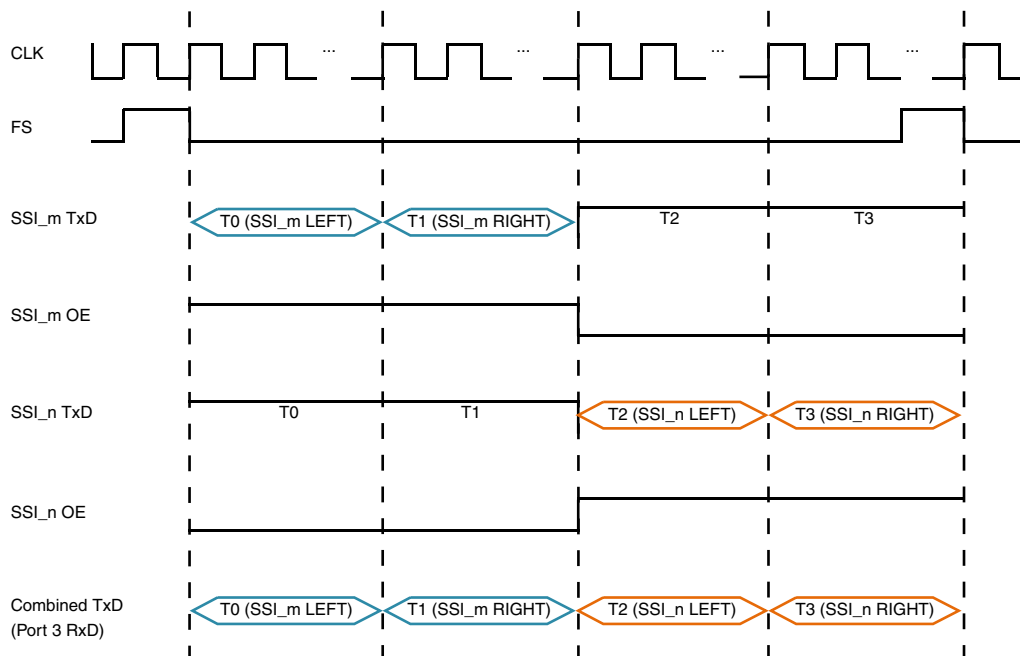 CLK
... ... ... ...
FS
SSI_m TxD
T0 (SSI_m LEFT) T1 (SSI_m RIGHT) T2 T3
SSI_m OE
SSI_n TxD
T0 T1 T2 (SSI_n LEFT) T3 (SSI_n RIGHT)
SSI_n OE
Combined TxD
(Port 3 RxD)
T0 (SSI_m LEFT) T1 (SSI_m RIGHT) T2 (SSI_n LEFT) T3 (SSI_n RIGHT)